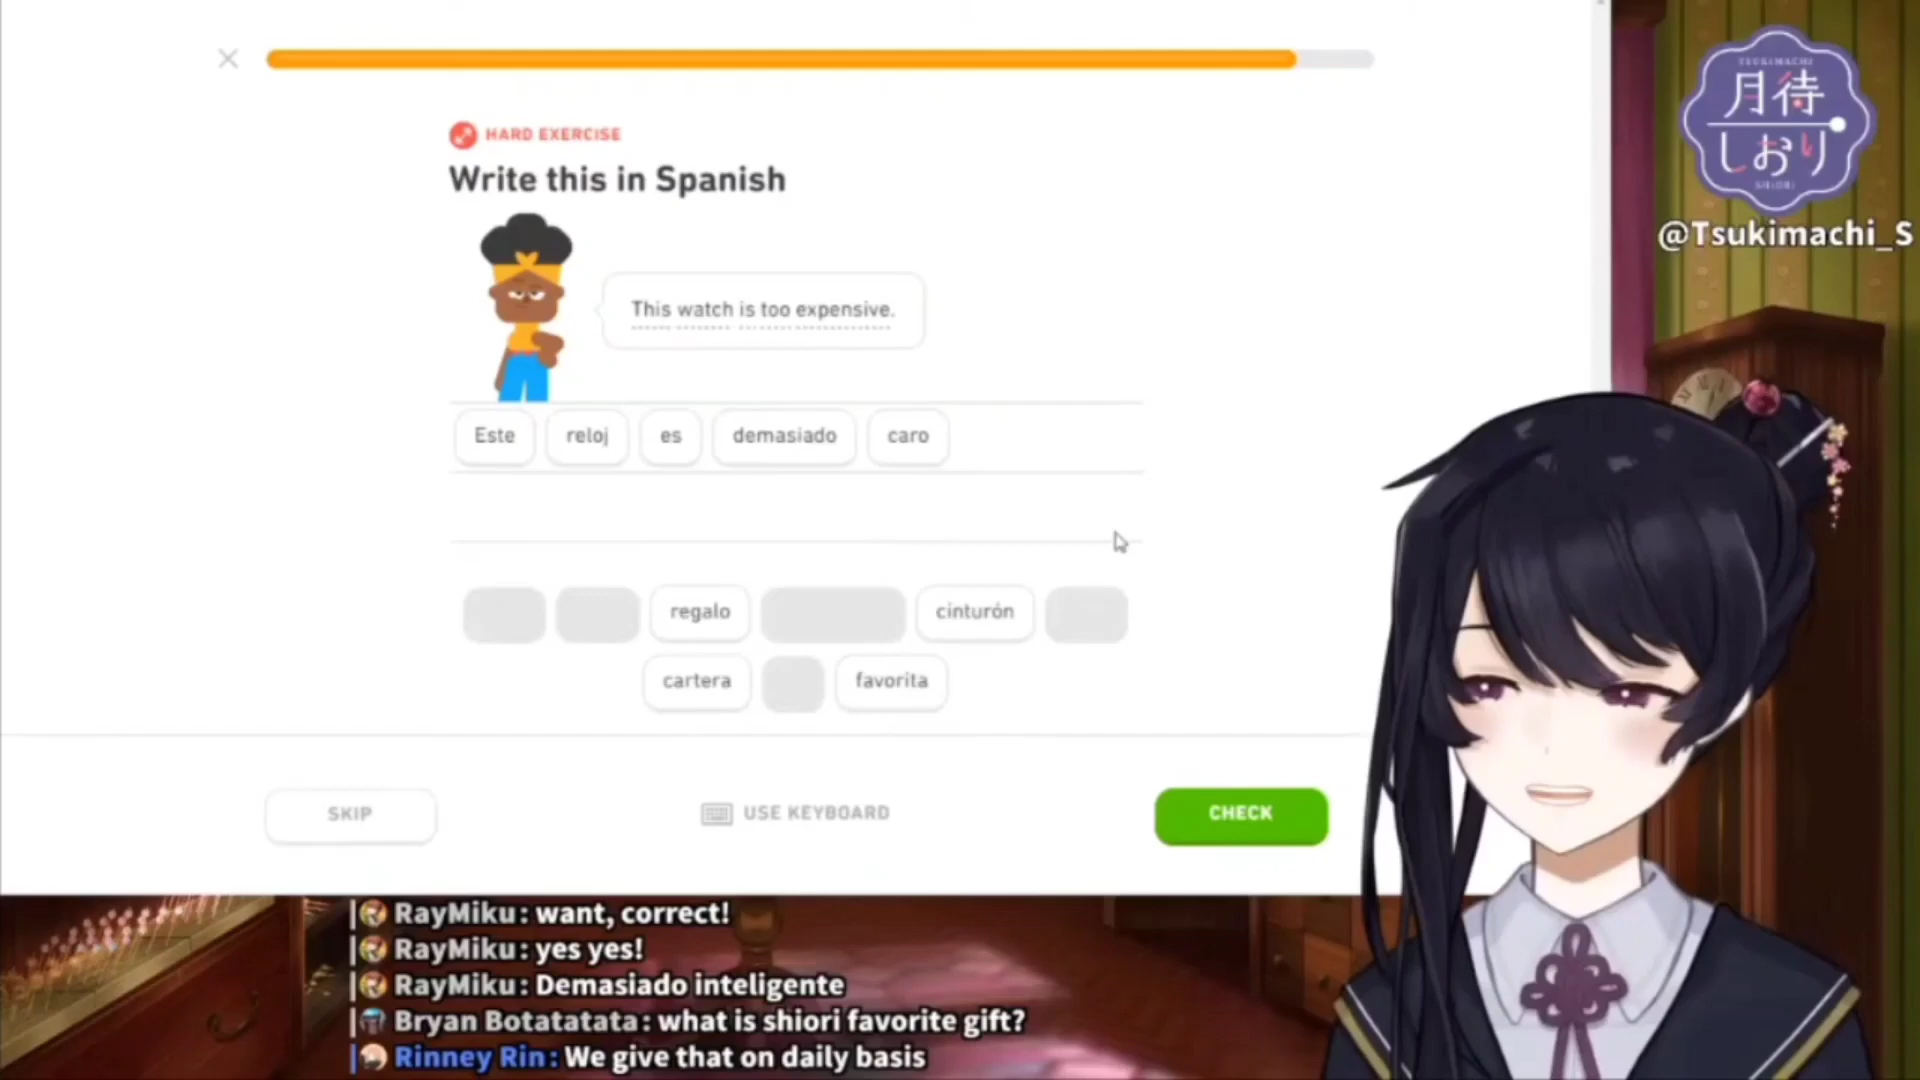 HARD EXERCISE
Write this in Spanish
This watch is too expensive.
Este reloj es demasiado caro
regalo cinturón
cartera favorita
SKIP USE KEYBOARD CHECK
TSUKIMACHI
月待
しおり
SHIORI
@Tsukimachi_S
RayMiku: want, correct!
RayMiku: yes yes!
RayMiku: Demasiado inteligente
Bryan Botatatata: what is shiori favorite gift?
Rinney Rin: We give that on daily basis